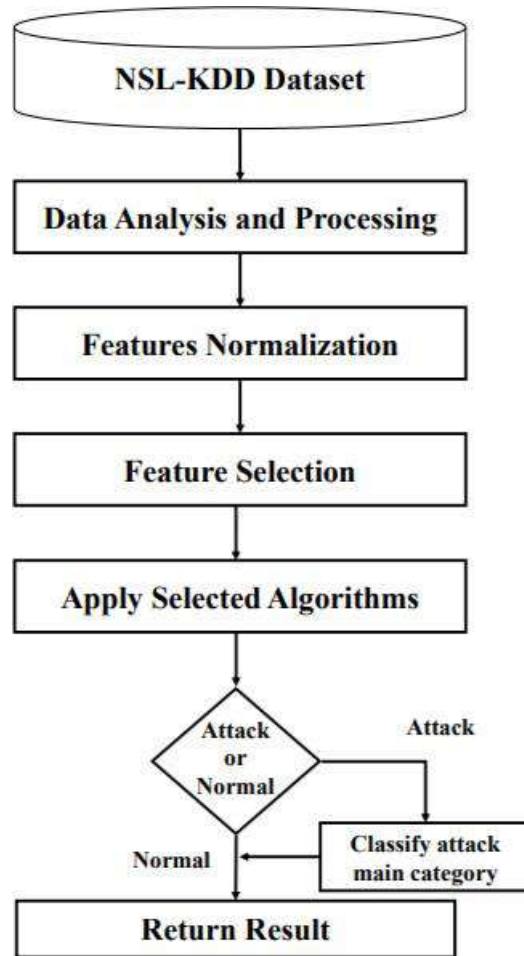 NSL-KDD Dataset
Data Analysis and Processing
Features Normalization
Feature Selection
Apply Selected Algorithms
Attack
or
Normal
Attack
Classify attack
main category
Normal
Return Result